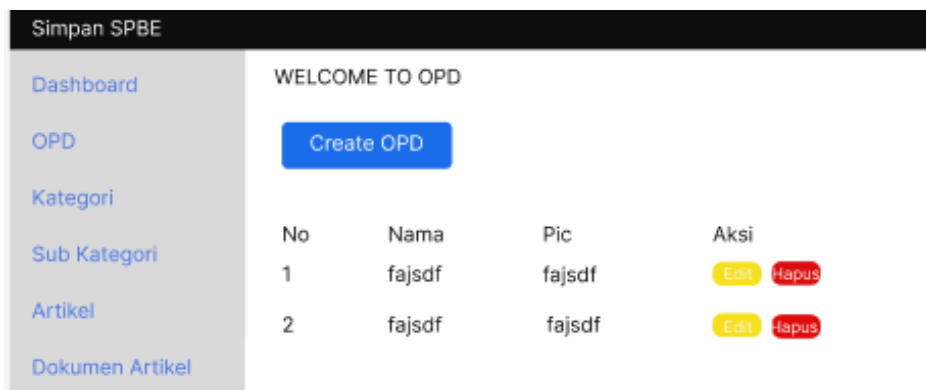 Simpan SPBE
Dashboard
OPD
Kategori
Sub Kategori
Artikel
Dokumen Artikel
WELCOME TO OPD
Create OPD
No Nama Pic Aksi
1 fajsdf fajsdf Edit Hapus
2 fajsdf fajsdf Edit Hapus